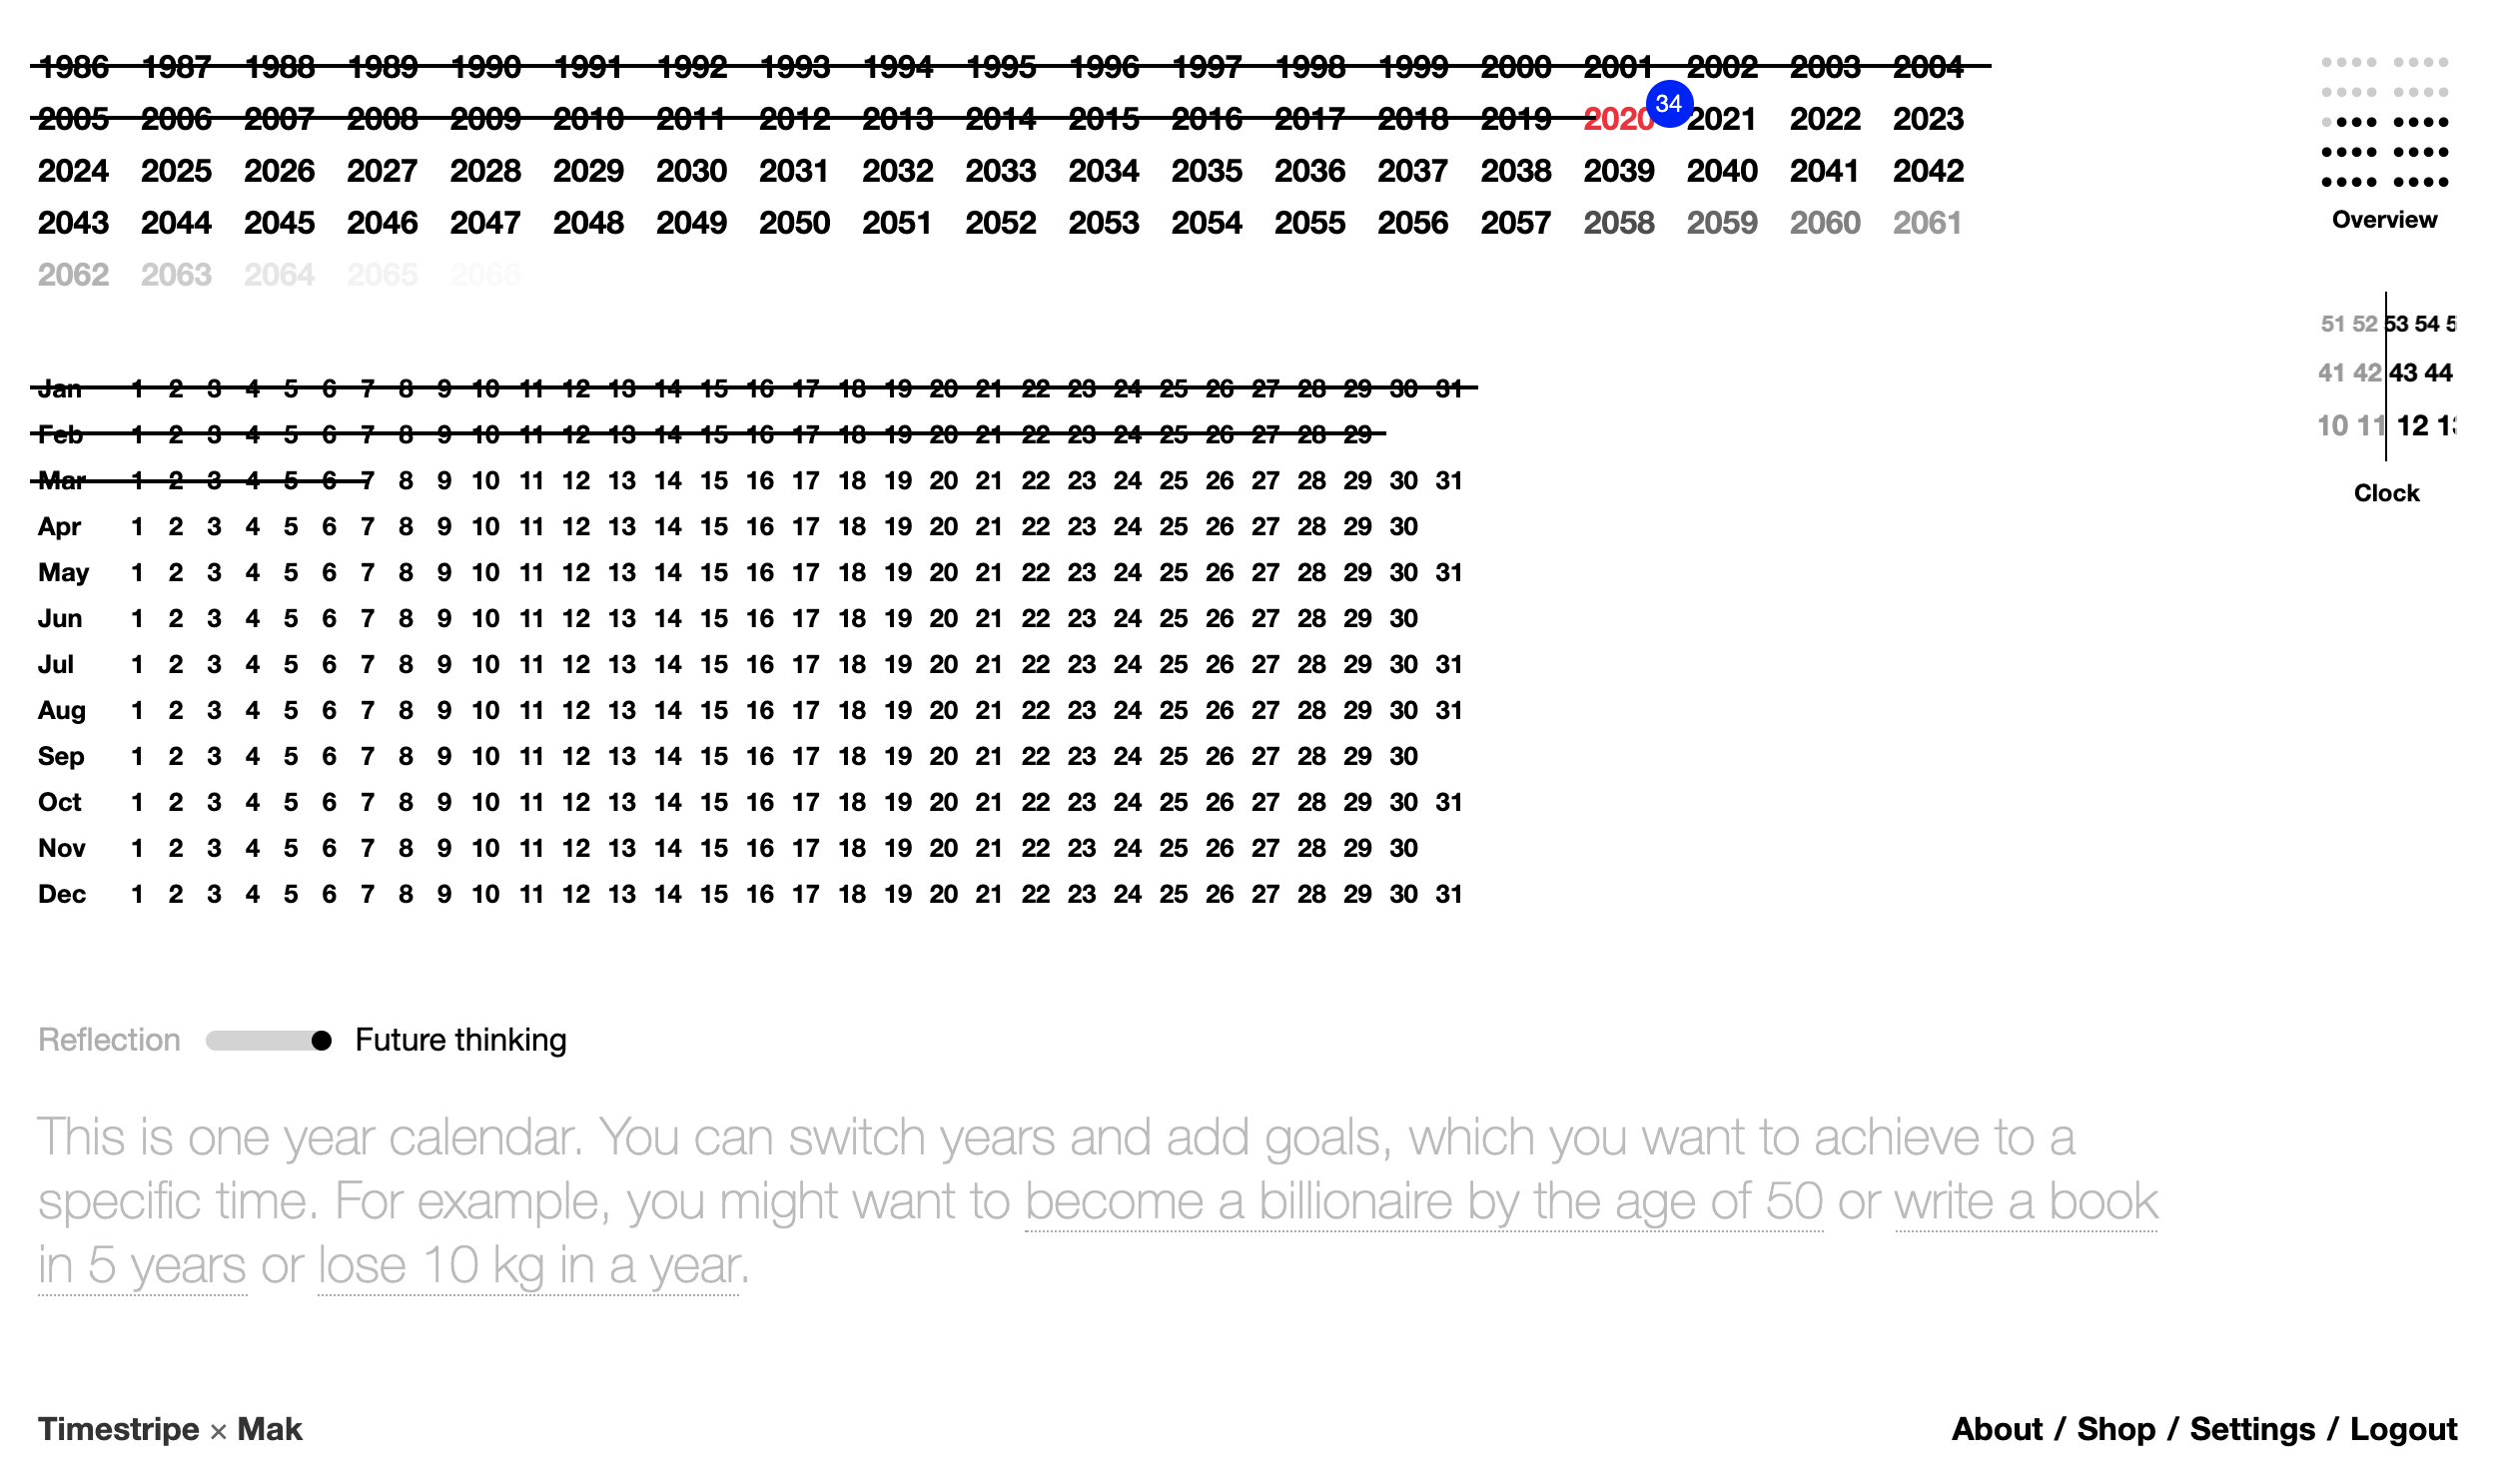 1986 1987 1988 1989 1990 1991 1992 1993 1994 1995 1996 1997 1998 1999 2000 2001 2002 2003 2004
34
2005 2006 2007 2008 2009 2010 2011 2012 2013 2014 2015 2016 2017 2018 2019 2020 2021 2022 2023
2024 2025 2026 2027 2028 2029 2030 2031 2032 2033 2034 2035 2036 2037 2038 2039 2040 2041 2042
2043 2044 2045 2046 2047 2048 2049 2050 2051 2052 2053 2054 2055 2056 2057 2058 2059 2060 2061
2062 2063 2064 2065 2066
Overview
51 52 53 54
41 42 43 44
10 11 12
Clock
Jan 1 2 3 4 5 6 7 8 9 10 11 12 13 14 15 16 17 18 19 20 21 22 23 24 25 26 27 28 29 30 31
Feb 1 2 3 4 5 6 7 8 9 10 11 12 13 14 15 16 17 18 19 20 21 22 23 24 25 26 27 28 29
Mar 1 2 3 4 5 6 7 8 9 10 11 12 13 14 15 16 17 18 19 20 21 22 23 24 25 26 27 28 29 30 31
Apr 1 2 3 4 5 6 7 8 9 10 11 12 13 14 15 16 17 18 19 20 21 22 23 24 25 26 27 28 29 30
May 1 2 3 4 5 6 7 8 9 10 11 12 13 14 15 16 17 18 19 20 21 22 23 24 25 26 27 28 29 30 31
Jun 1 2 3 4 5 6 7 8 9 10 11 12 13 14 15 16 17 18 19 20 21 22 23 24 25 26 27 28 29 30
Jul 1 2 3 4 5 6 7 8 9 10 11 12 13 14 15 16 17 18 19 20 21 22 23 24 25 26 27 28 29 30 31
Aug 1 2 3 4 5 6 7 8 9 10 11 12 13 14 15 16 17 18 19 20 21 22 23 24 25 26 27 28 29 30 31
Sep 1 2 3 4 5 6 7 8 9 10 11 12 13 14 15 16 17 18 19 20 21 22 23 24 25 26 27 28 29 30
Oct 1 2 3 4 5 6 7 8 9 10 11 12 13 14 15 16 17 18 19 20 21 22 23 24 25 26 27 28 29 30 31
Nov 1 2 3 4 5 6 7 8 9 10 11 12 13 14 15 16 17 18 19 20 21 22 23 24 25 26 27 28 29 30
Dec 1 2 3 4 5 6 7 8 9 10 11 12 13 14 15 16 17 18 19 20 21 22 23 24 25 26 27 28 29 30 31
Reflection Future thinking
This is one year calendar. You can switch years and add goals, which you want to achieve to a
specific time. For example, you might want to become a billionaire by the age of 50 or write a book
in 5 years or lose 10 kg in a year.
Timestripe × Mak
About / Shop / Settings / Logout